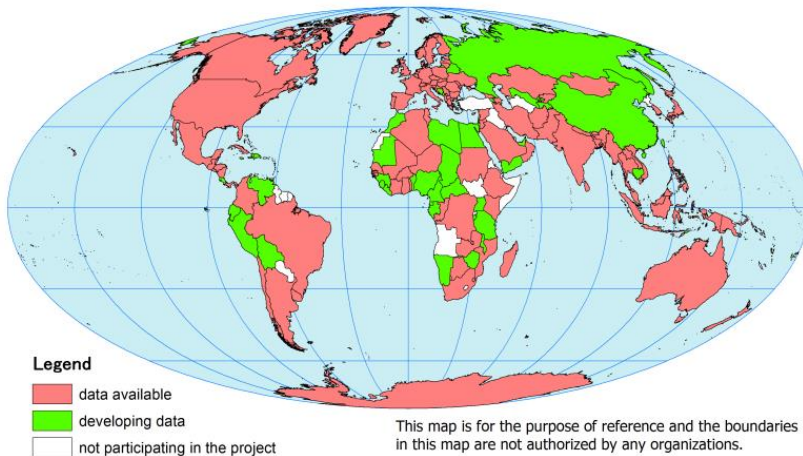 Legend
data available
developing data
not participating in the project
This map is for the purpose of reference and the boundaries
in this map are not authorized by any organizations.